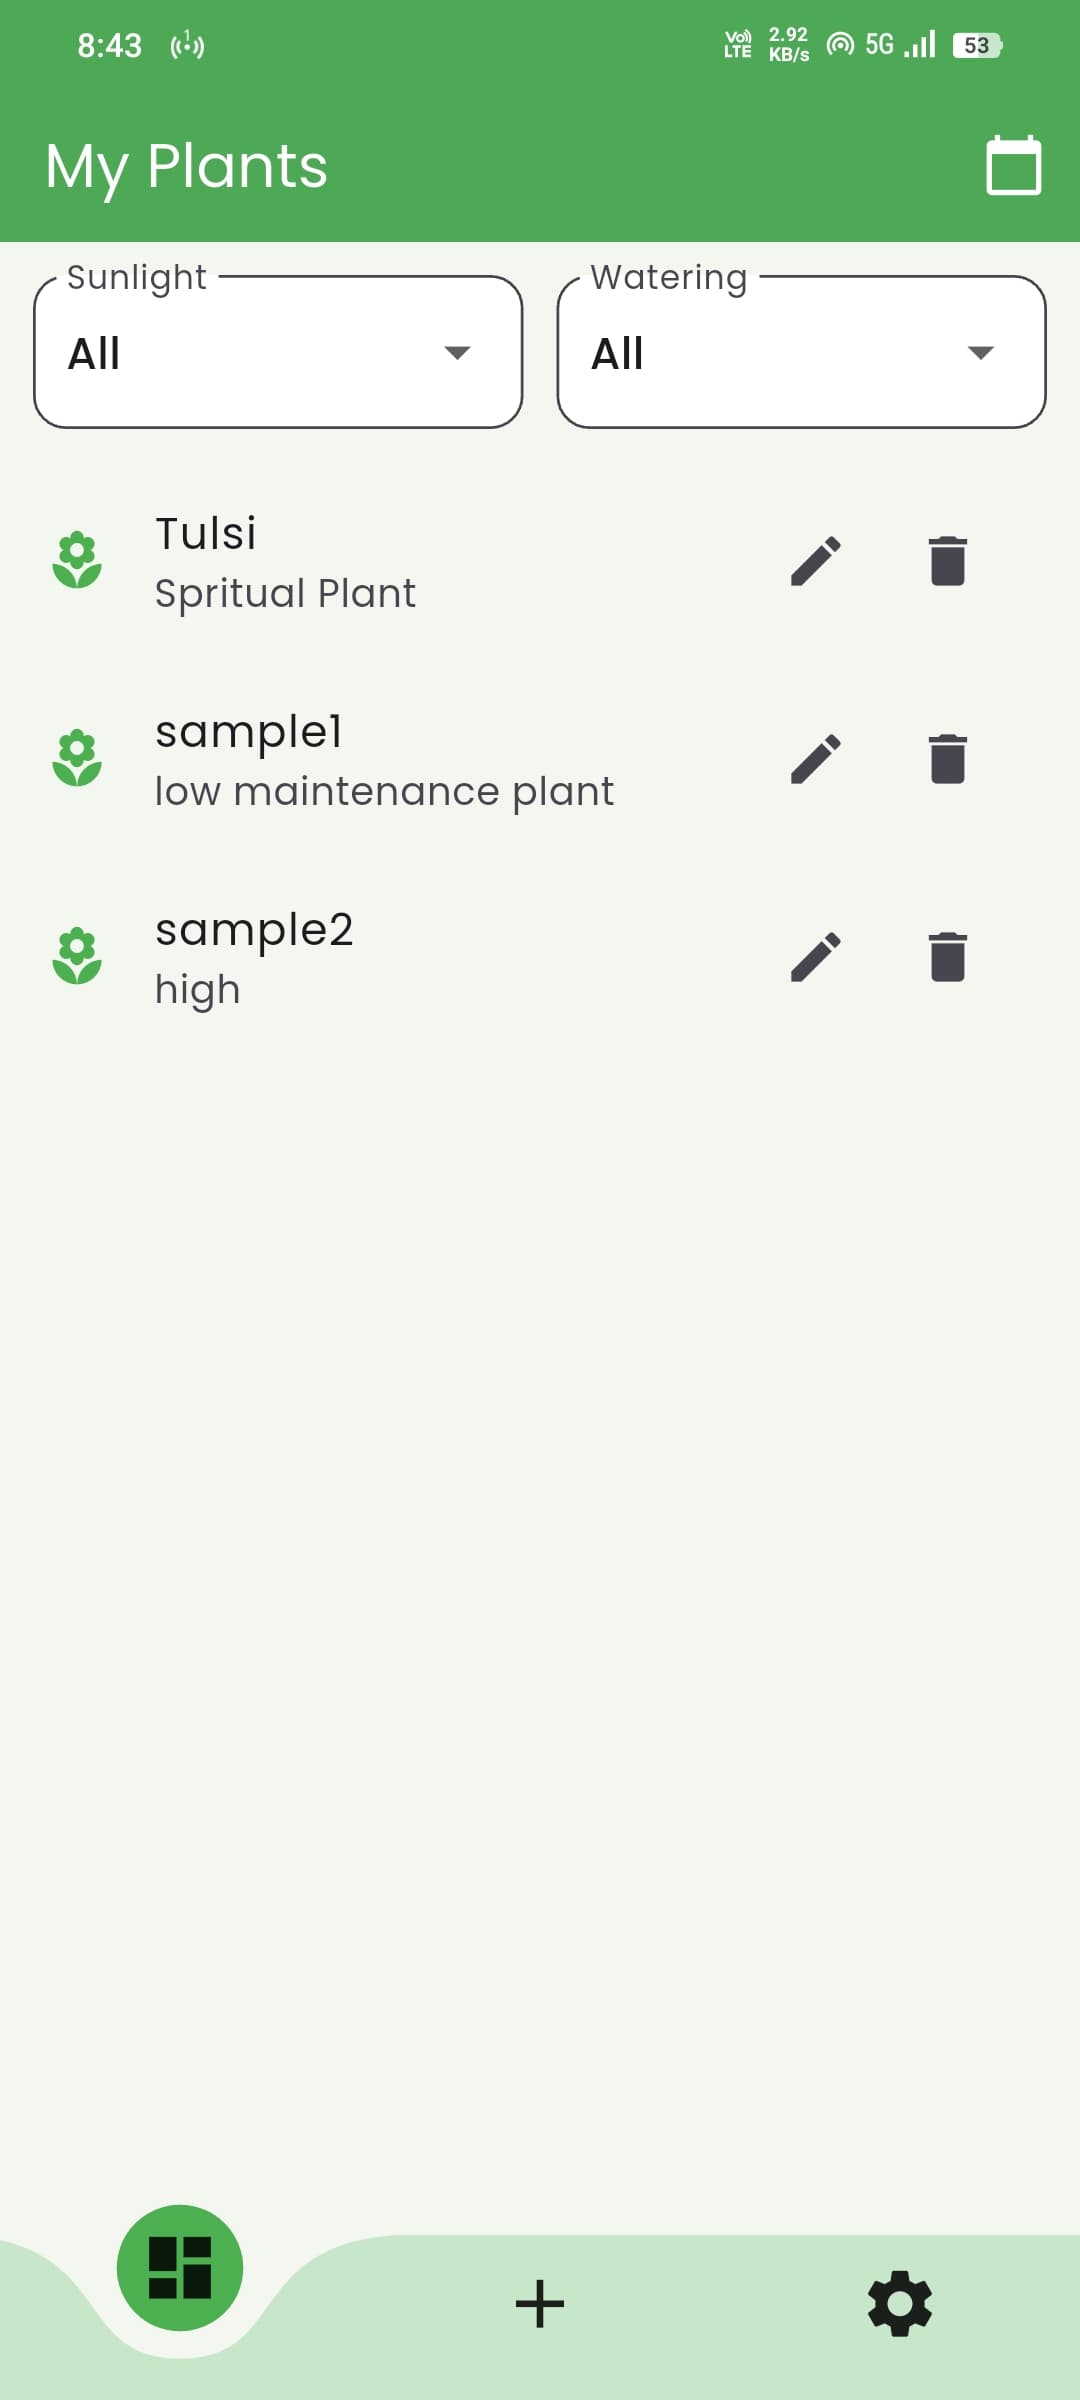 8:43
1
Vo)) LTE
2.92 KB/s
5G
53
My Plants
Sunlight
Watering
All
All
Tulsi
Spritual Plant
sample1
low maintenance plant
sample2
high